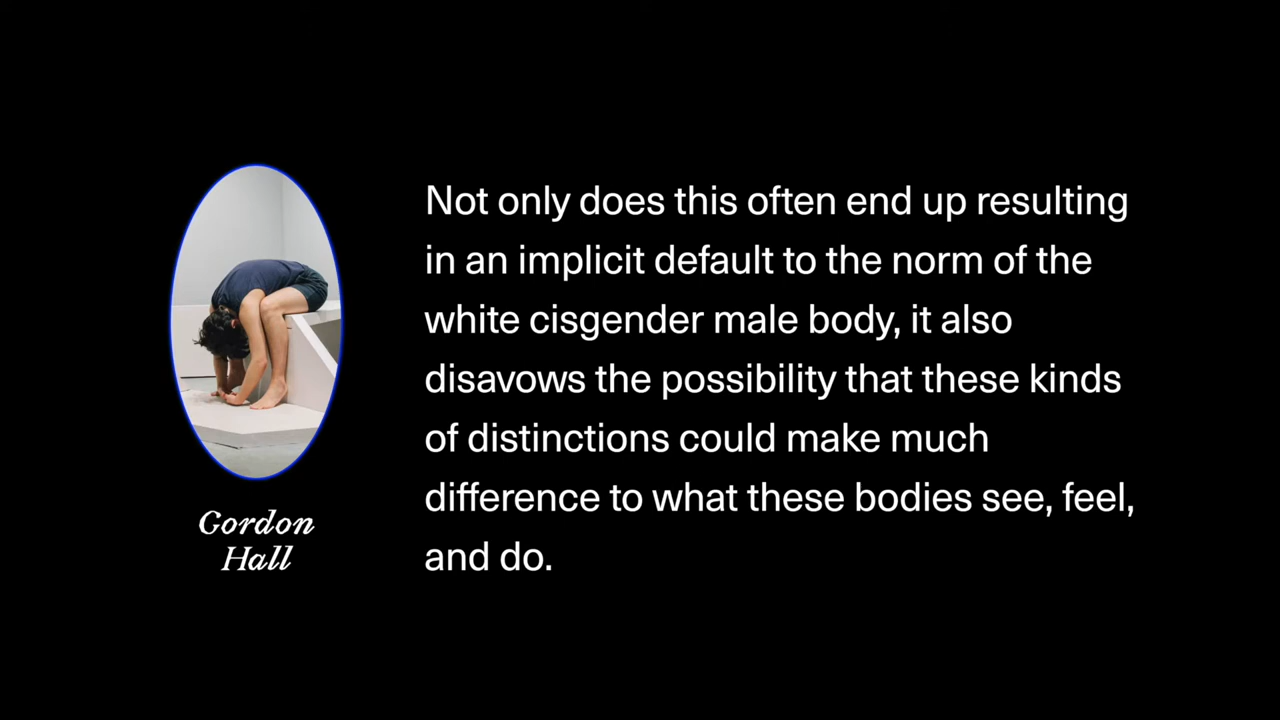 Not only does this often end up resulting
in an implicit default to the norm of the
white cisgender male body, it also
disavows the possibility that these kinds
of distinctions could make much
difference to what these bodies see, feel,
and do.
Gordon
Hall